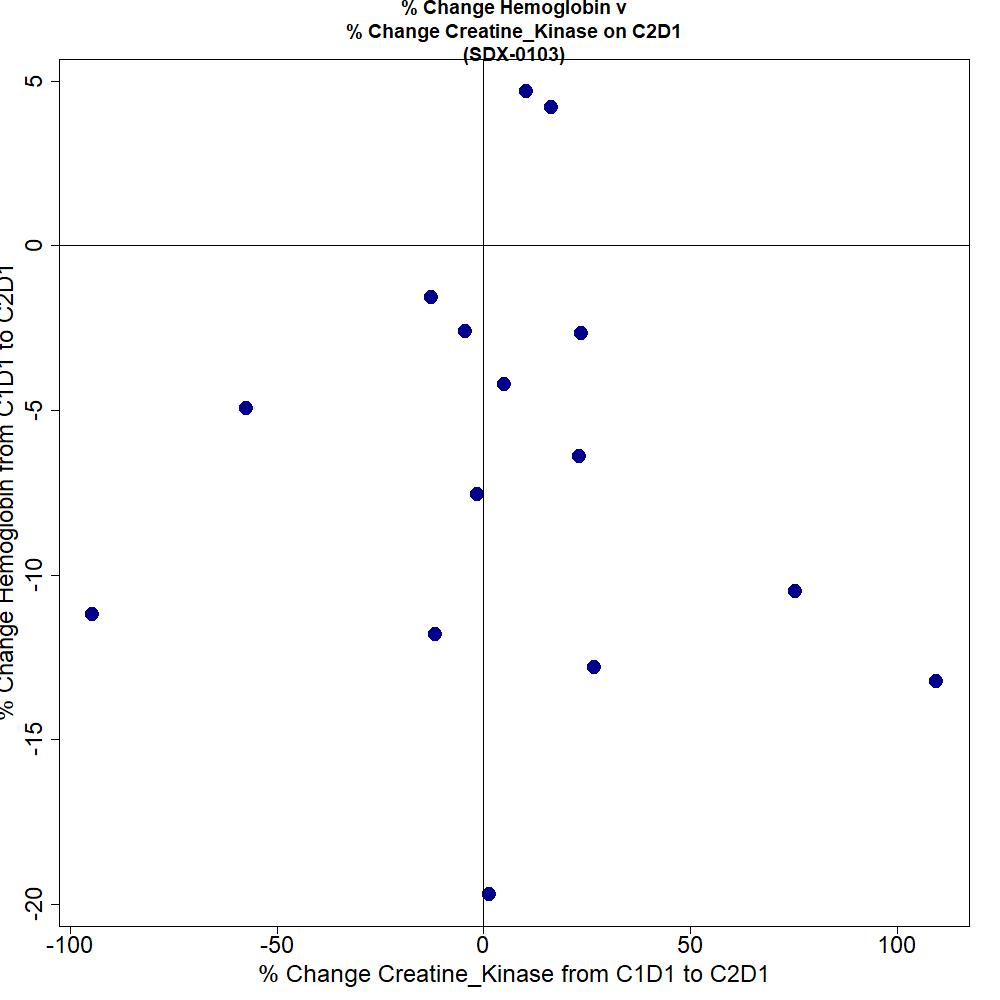 % Change Hemoglobin v
% Change Creatine_Kinase on C2D1
(SDX-0103)
% Change Hemoglobin from C1D1 to C2D1
5
0
-5
-10
-15
-20
-100
-50
0
50
100
% Change Creatine_Kinase from C1D1 to C2D1